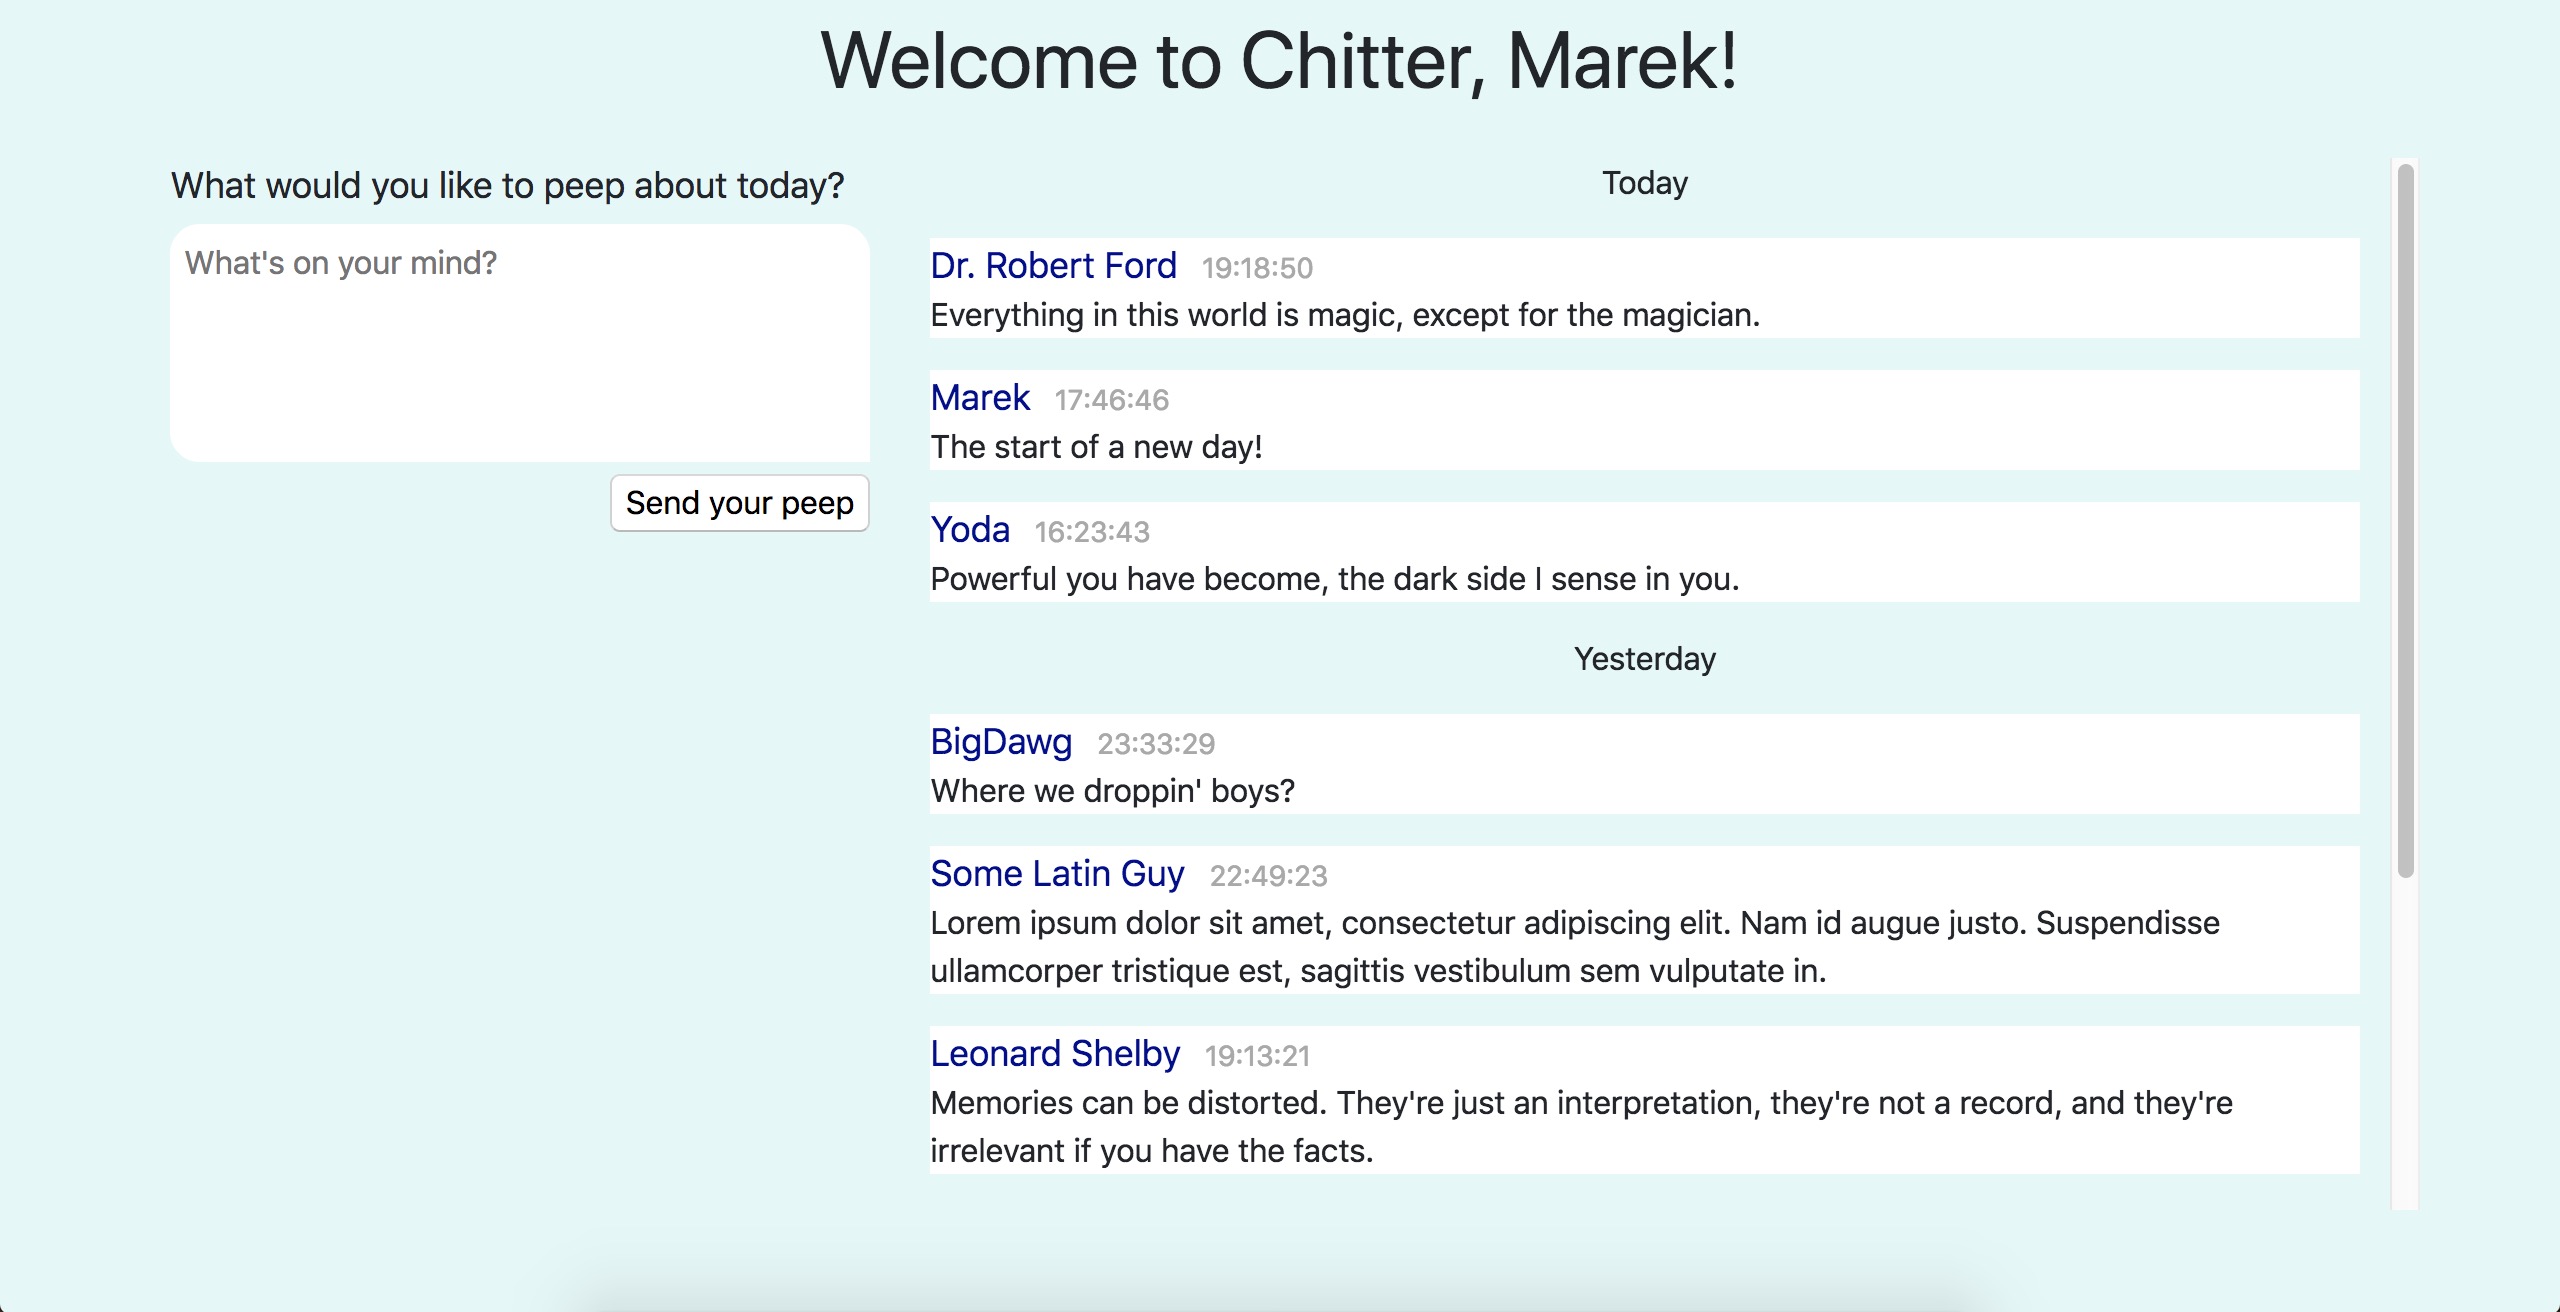 Welcome to Chitter, Marek!
What would you like to peep about today?
What's on your mind?
Send your peep
Today
Dr. Robert Ford 19:18:50
Everything in this world is magic, except for the magician.
Marek 17:46:46
The start of a new day!
Yoda 16:23:43
Powerful you have become, the dark side I sense in you.
Yesterday
BigDawg 23:33:29
Where we droppin' boys?
Some Latin Guy 22:49:23
Lorem ipsum dolor sit amet, consectetur adipiscing elit. Nam id augue justo. Suspendisse
ullamcorper tristique est, sagittis vestibulum sem vulputate in.
Leonard Shelby 19:13:21
Memories can be distorted. They're just an interpretation, they're not a record, and they're
irrelevant if you have the facts.